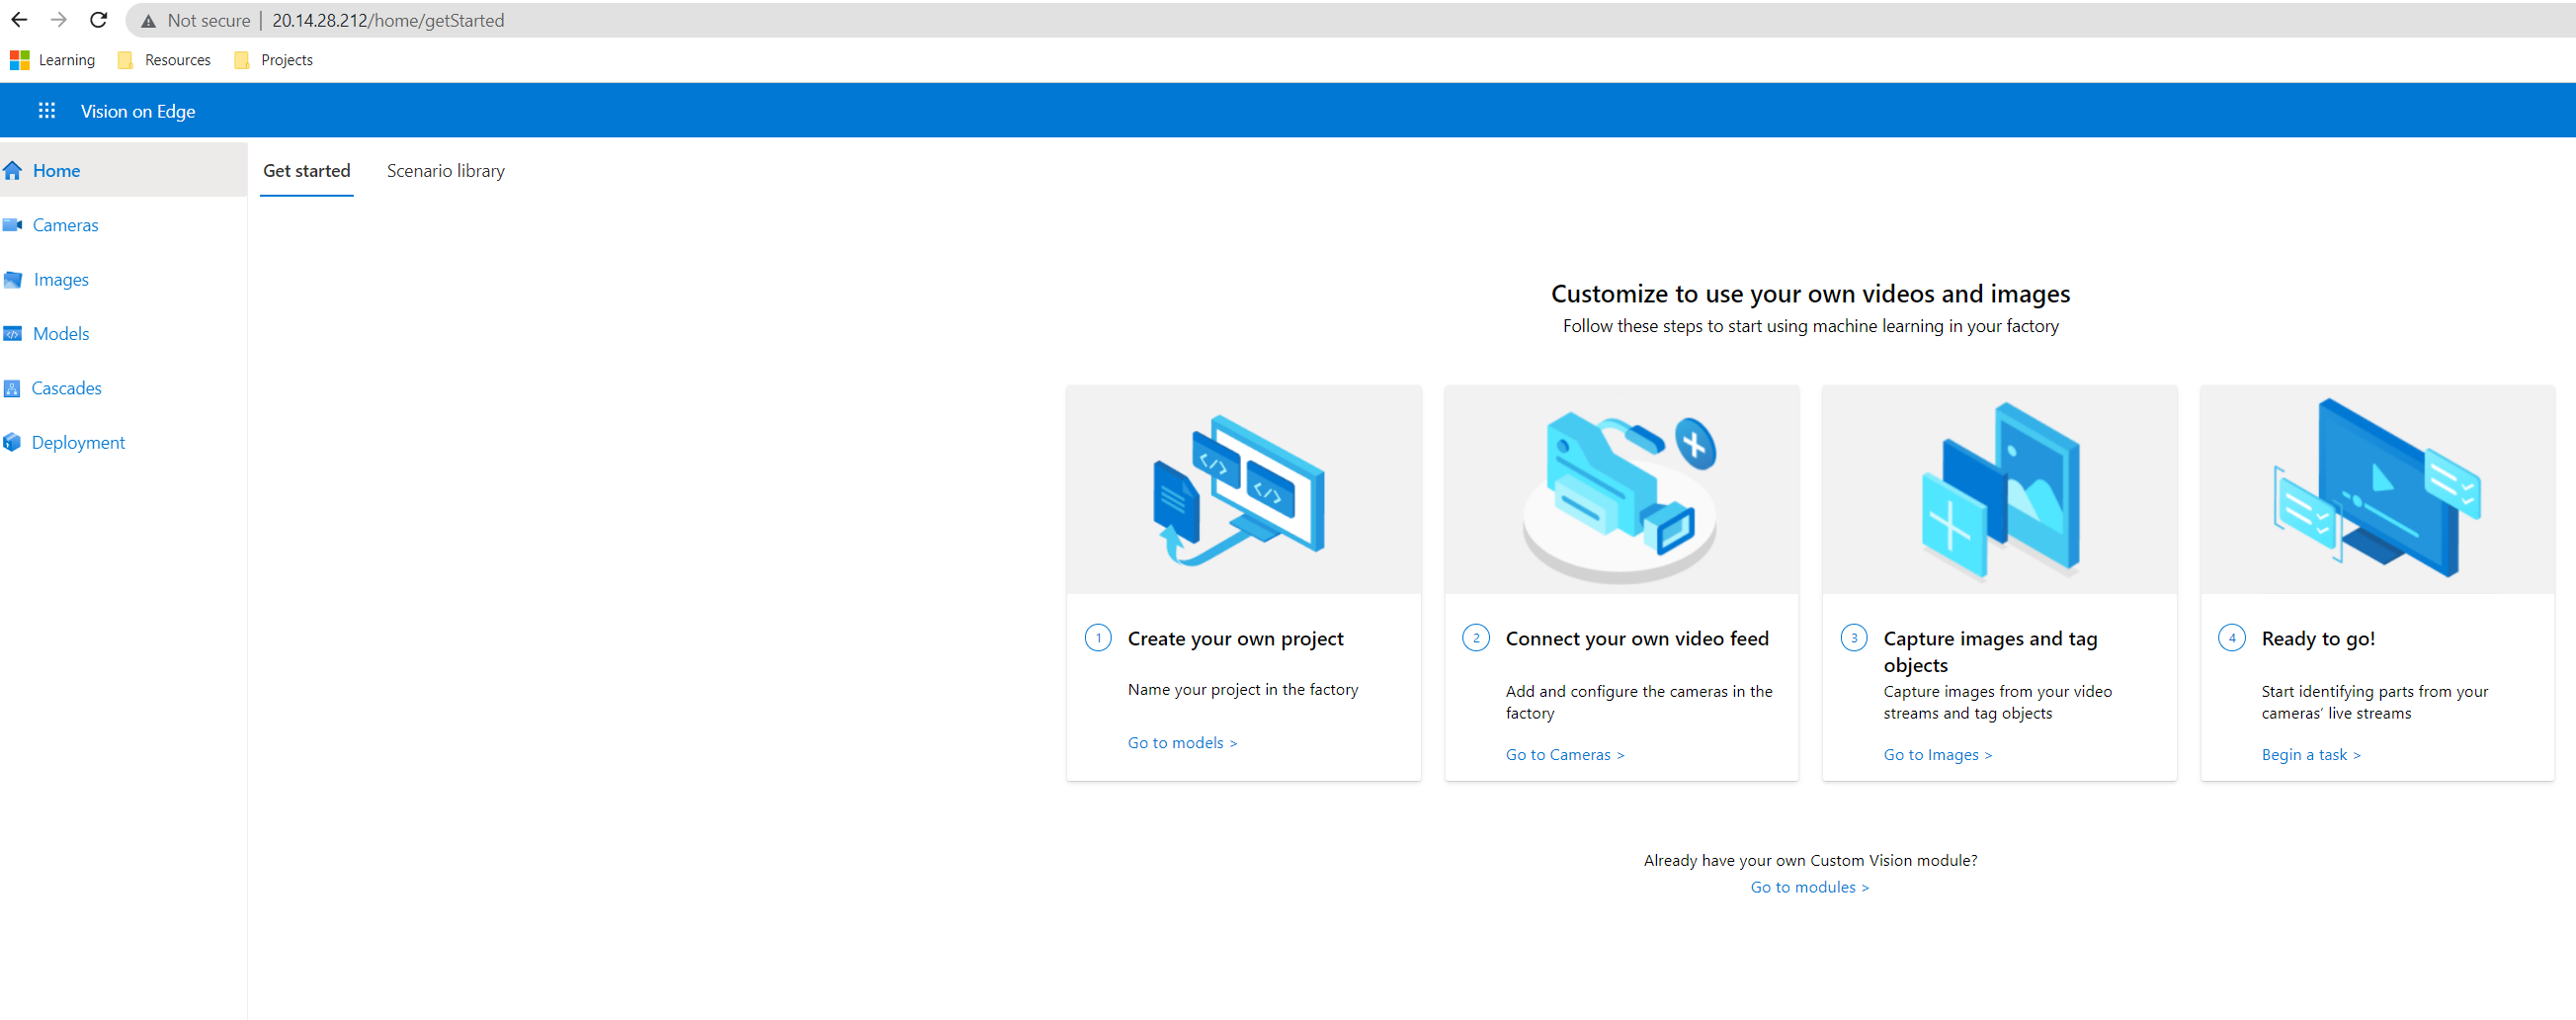 Not secure | 20.14.28.212/home/getStarted
Learning Resources Projects
Vision on Edge
Home
Cameras
Images
Models
Cascades
Deployment
Get started Scenario library
Customize to use your own videos and images
Follow these steps to start using machine learning in your factory
1 Create your own project
Name your project in the factory
Go to models >
2 Connect your own video feed
Add and configure the cameras in the
factory
Go to Cameras >
3 Capture images and tag
objects
Capture images from your video
streams and tag objects
Go to Images >
4 Ready to go!
Start identifying parts from your
cameras’ live streams
Begin a task >
Already have your own Custom Vision module?
Go to modules >